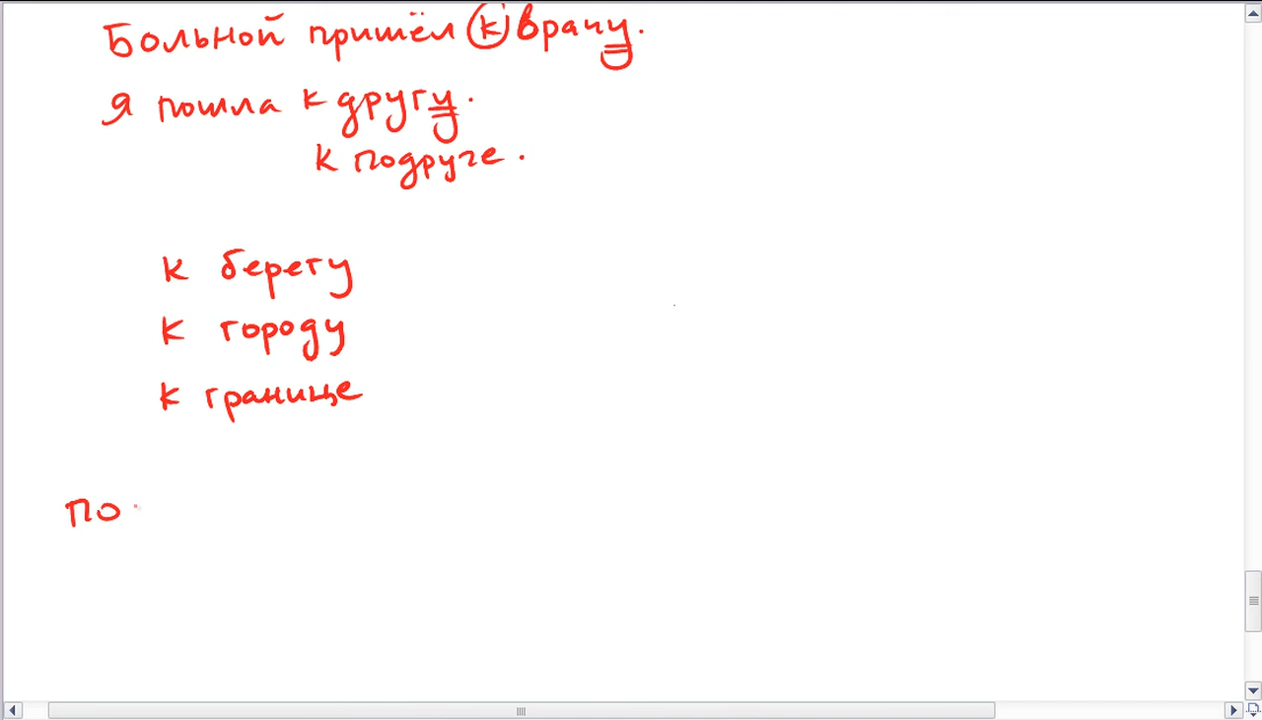 Больной пришёл к врачу.
Я пошла к другу.
к подруге.
к берегу
к городу
к границе
по